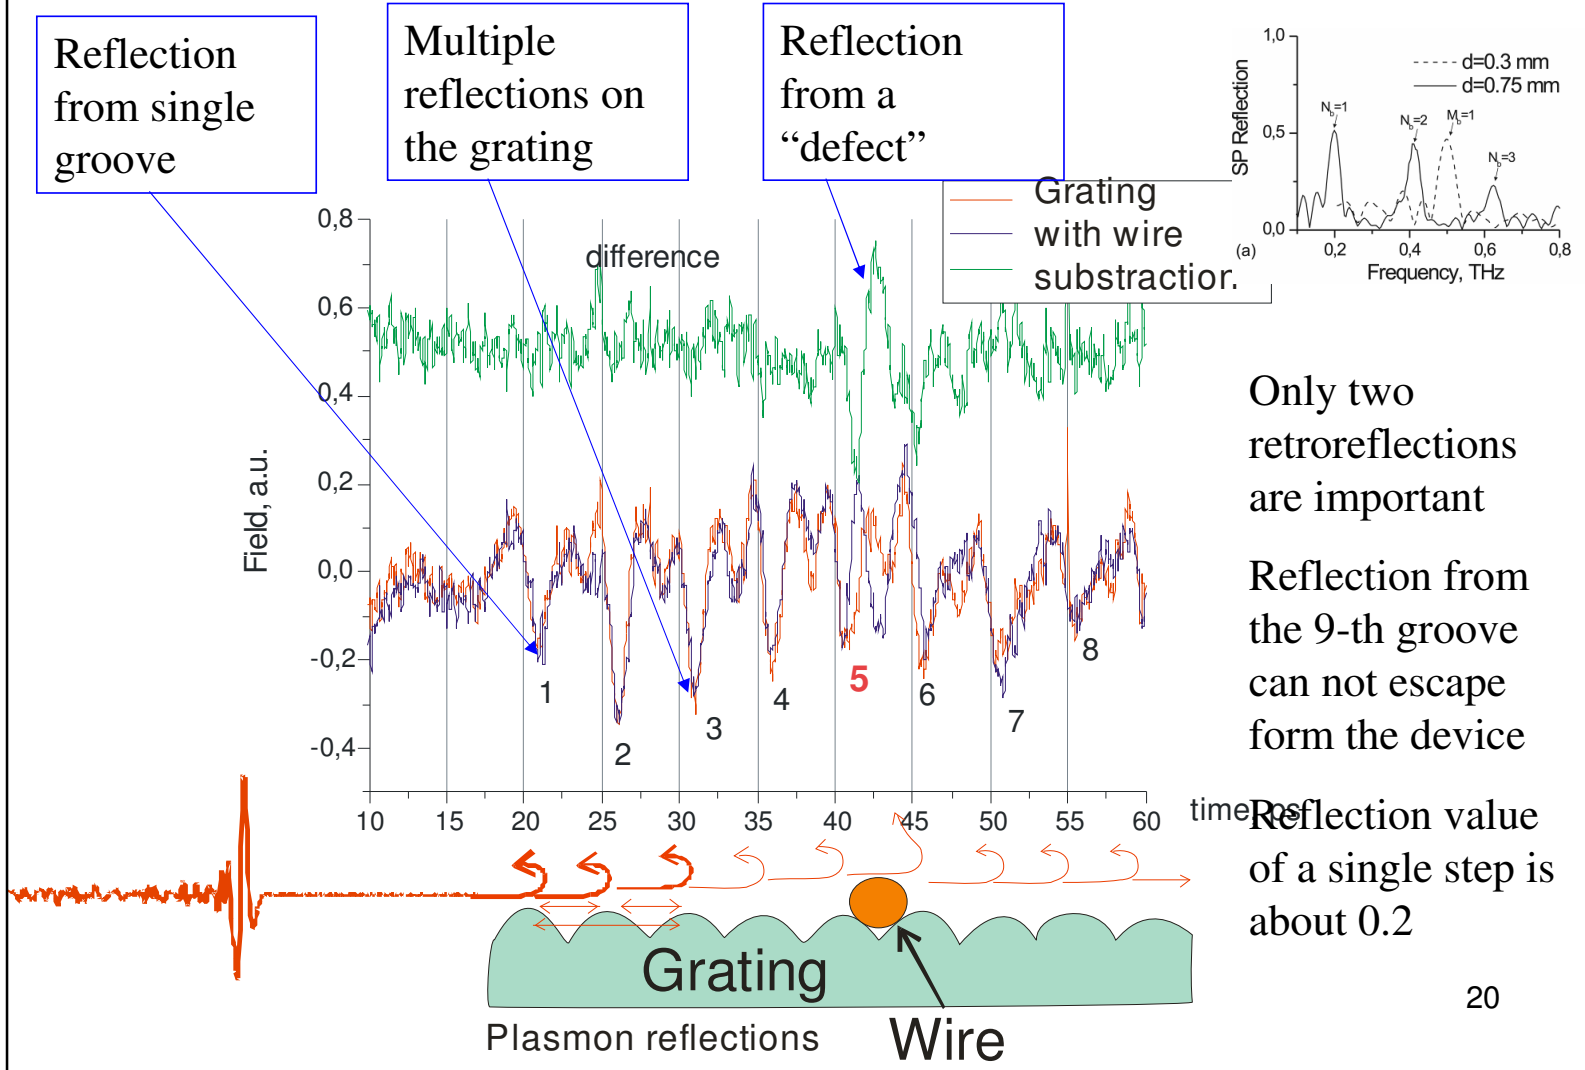 Reflection
from single
groove
Multiple
reflections on
the grating
Reflection
from a
“defect”
1,0
0,5
0,0
SP Reflection
d=0.3 mm
d=0.75 mm
N_b=1
N_b=2
M_b=1
N_b=3
(a)
0,2
0,4
0,6
0,8
Frequency, THz
Grating
with wire
substraction
difference
0,8
0,6
0,4
0,2
0,0
-0,2
-0,4
Field, a.u.
1
2
3
4
5
6
7
8
10
15
20
25
30
35
40
45
50
55
60
time, ps
Only two
retroreflections
are important
Reflection from
the 9-th groove
can not escape
form the device
Reflection value
of a single step is
about 0.2
Grating
Plasmon reflections
Wire
20